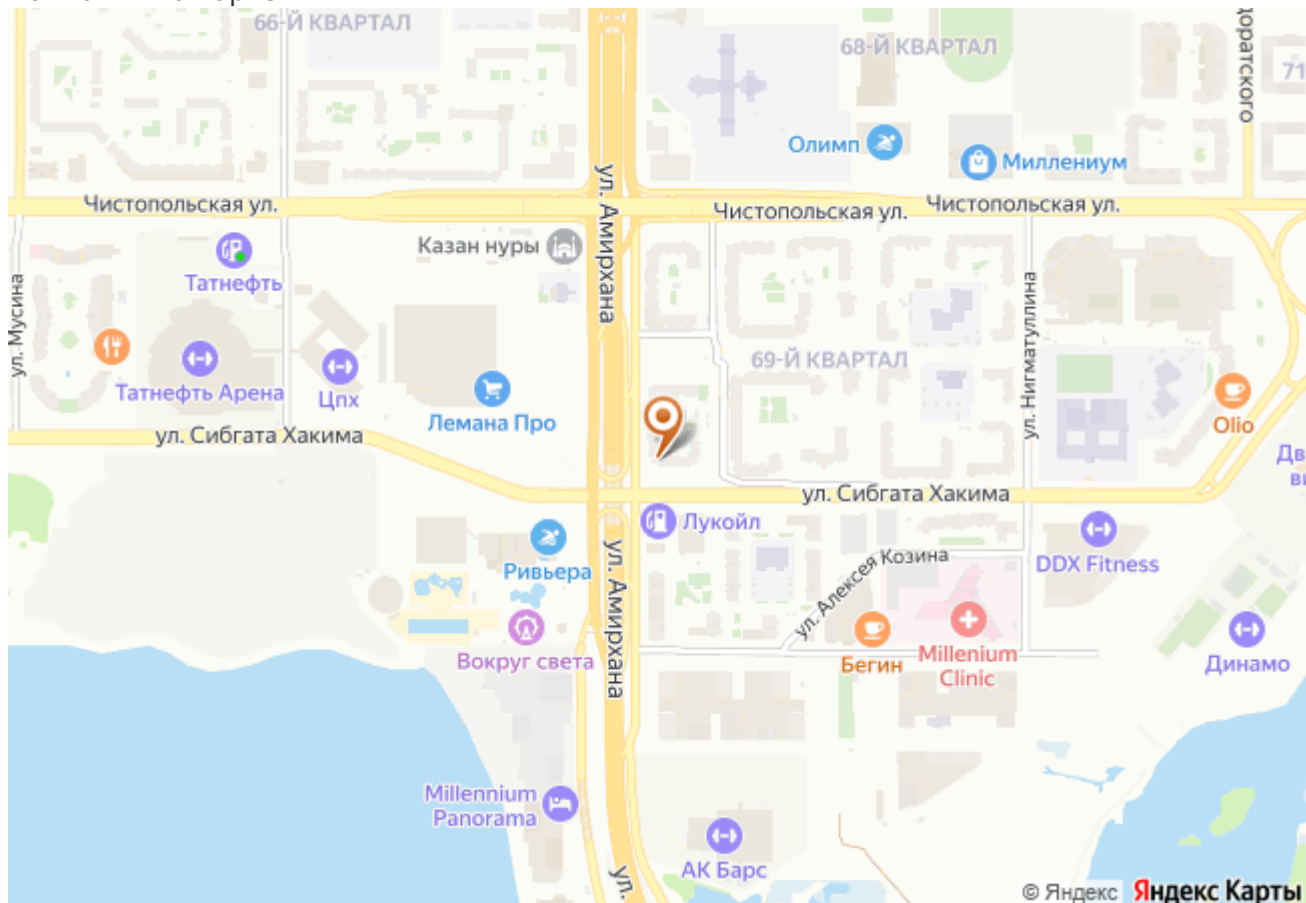 66-Й КВАРТАЛ
68-Й КВАРТАЛ
71
Олимп
Миллениум
ул. Амирхана
Чистопольская ул.
Чистопольская ул.
Чистопольская ул.
Казан нуры
Татнефть
ул. Мусина
Татнефть Арена
Цпх
Лемана Про
69-Й КВАРТАЛ
ул. Нигматуллина
Olio
ул. Сибгата Хакима
ул. Сибгата Хакима
Лукойл
Ривьера
ул. Амирхана
ул. Алексея Козина
DDX Fitness
Вокруг света
Бегин
Millenium
Clinic
Динамо
Millennium
Panorama
АК Барс
ул.
© Яндекс Яндекс Карты